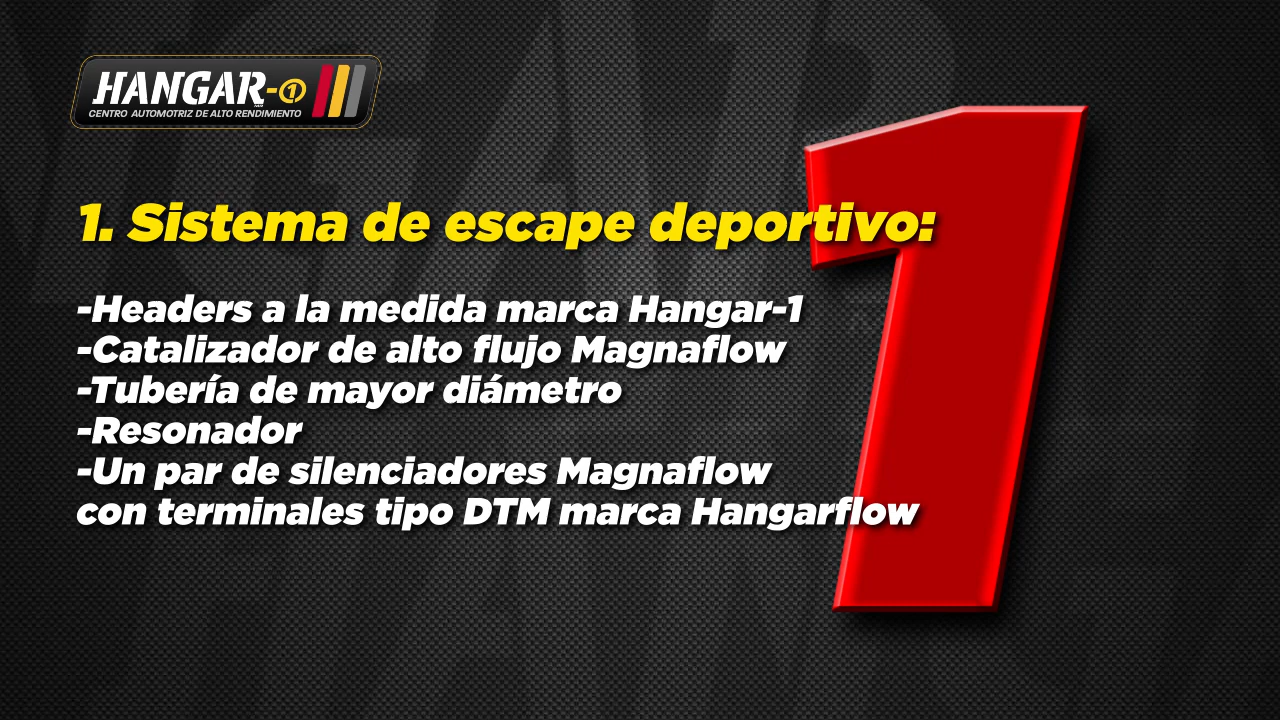 HANGAR-1
CENTRO AUTOMOTRIZ DE ALTO RENDIMIENTO
1
1. Sistema de escape deportivo:
-Headers a la medida marca Hangar-1
-Catalizador de alto flujo Magnaflow
-Tubería de mayor diámetro
-Resonador
-Un par de silenciadores Magnaflow
con terminales tipo DTM marca Hangarflow